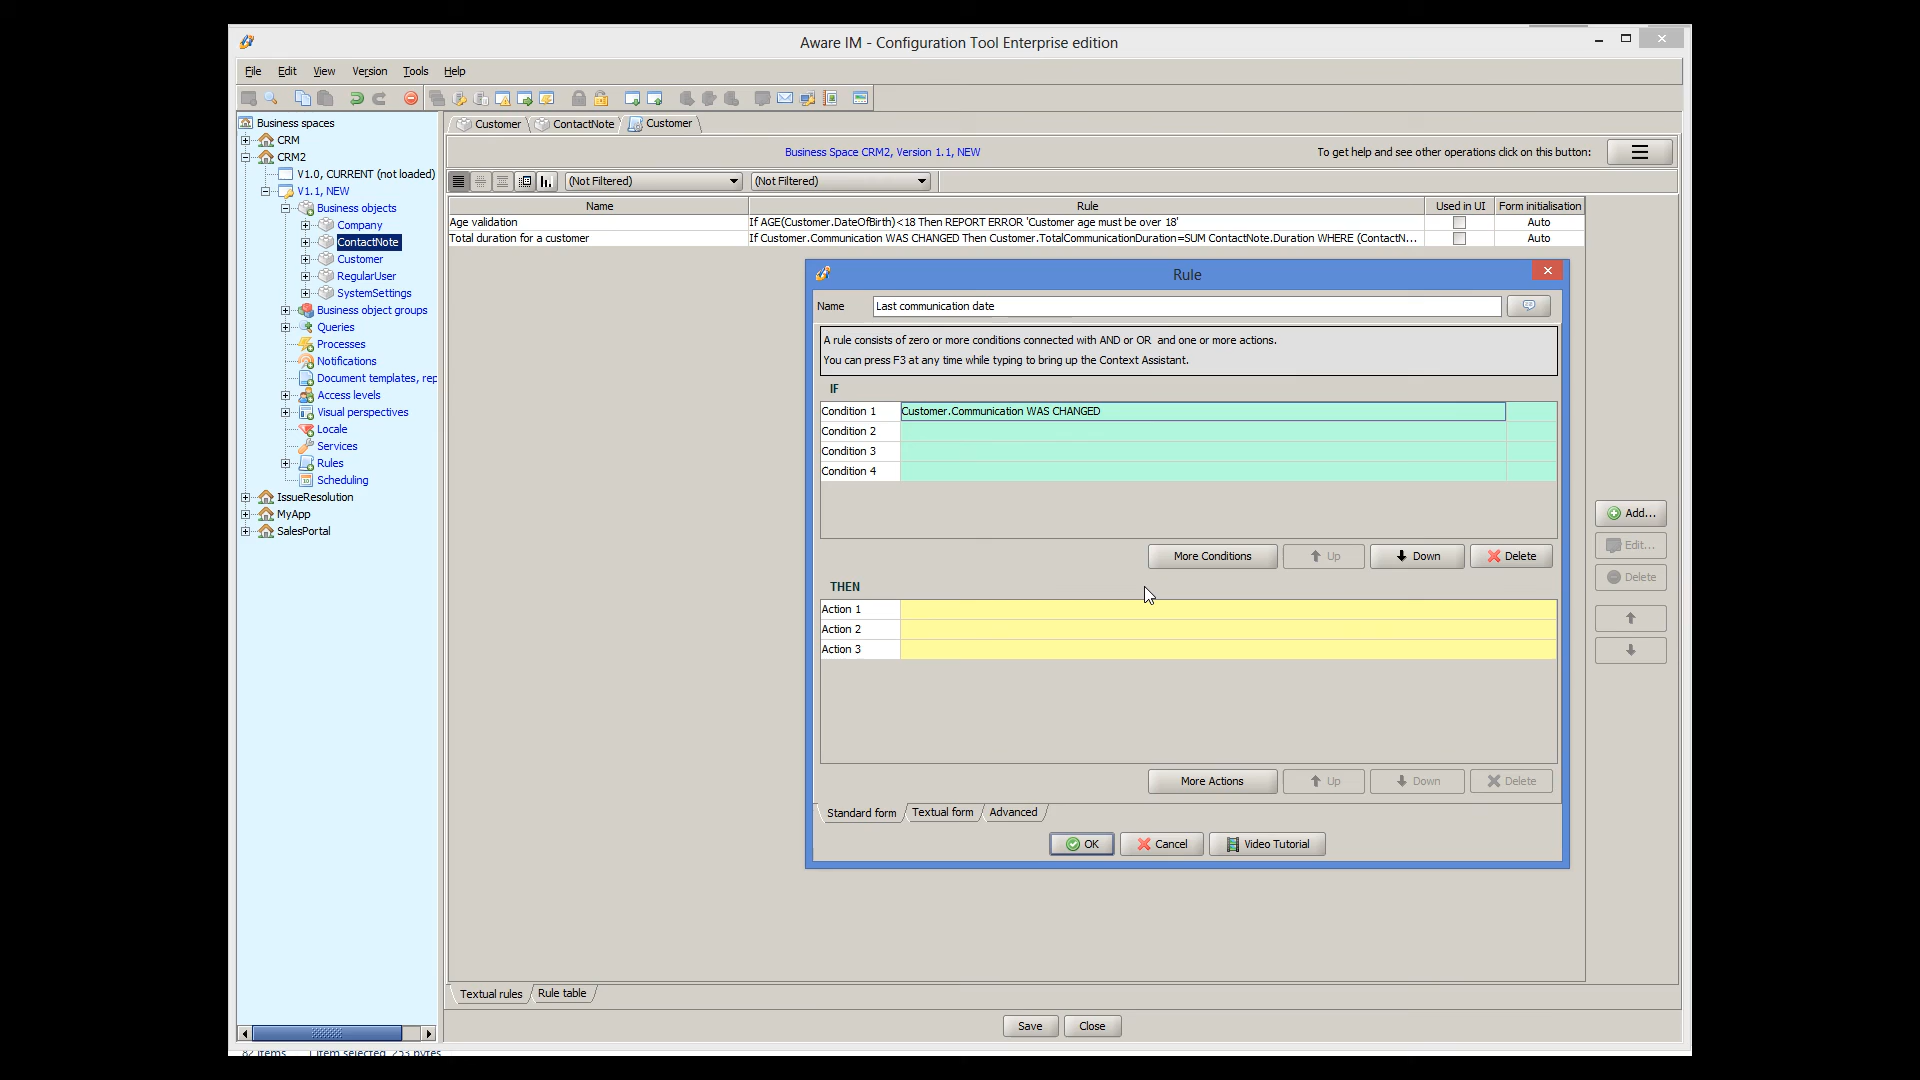 Aware IM - Configuration Tool Enterprise edition
File Edit View Version Tools Help
Business spaces
CRM
CRM2
V1.0, CURRENT (not loaded)
V1.1, NEW
Business objects
Company
ContactNote
Customer
RegularUser
SystemSettings
Business object groups
Queries
Processes
Notifications
Document templates, rep
Access levels
Visual perspectives
Locale
Services
Rules
Scheduling
IssueResolution
MyApp
SalesPortal
Customer ContactNote Customer
Business Space CRM2, Version 1.1, NEW To get help and see other operations click on this button:
(Not Filtered) (Not Filtered)
Name Rule Used in UI Form initialisation
Age validation If AGE(Customer.DateOfBirth)<18 Then REPORT ERROR 'Customer age must be over 18' Auto
Total duration for a customer If Customer.Communication WAS CHANGED Then Customer.TotalCommunicationDuration=SUM ContactNote.Duration WHERE (ContactN... Auto
Rule
Name Last communication date
A rule consists of zero or more conditions connected with AND or OR and one or more actions.
You can press F3 at any time while typing to bring up the Context Assistant.
IF
Condition 1 Customer.Communication WAS CHANGED
Condition 2
Condition 3
Condition 4
More Conditions Up Down Delete
THEN
Action 1
Action 2
Action 3
More Actions Up Down Delete
Standard form Textual form Advanced
OK Cancel Video Tutorial
Add...
Edit...
Delete
Textual rules Rule table
Save Close
82 items 1 item selected 253 bytes